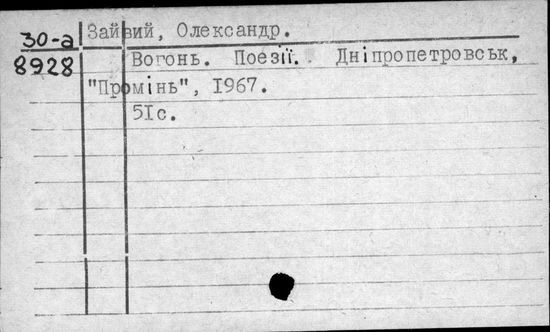 30-а Зайвий, Олександр.
8928 Вогонь. Поезії. Дніпропетровськ,
"Промінь", 1967.
51с.